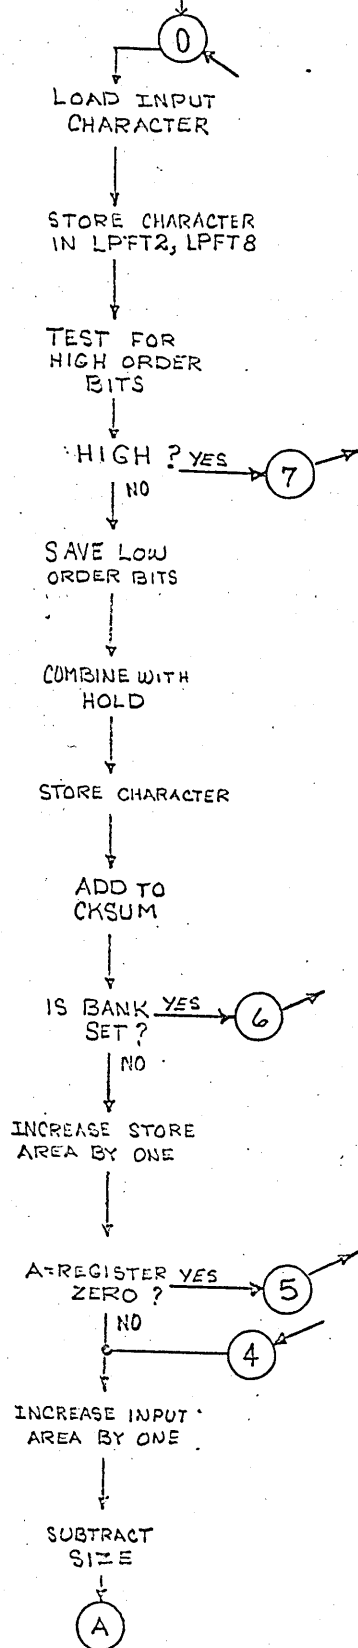 0
LOAD INPUT
CHARACTER
STORE CHARACTER
IN LPFT2, LPFT8
TEST FOR
HIGH ORDER
BITS
HIGH ? YES
7
NO
SAVE LOW
ORDER BITS
COMBINE WITH
HOLD
STORE CHARACTER
ADD TO
CKSUM
IS BANK YES
SET ?
6
NO
INCREASE STORE
AREA BY ONE
A-REGISTER YES
ZERO ?
5
NO
4
INCREASE INPUT
AREA BY ONE
SUBTRACT
SIZE
A